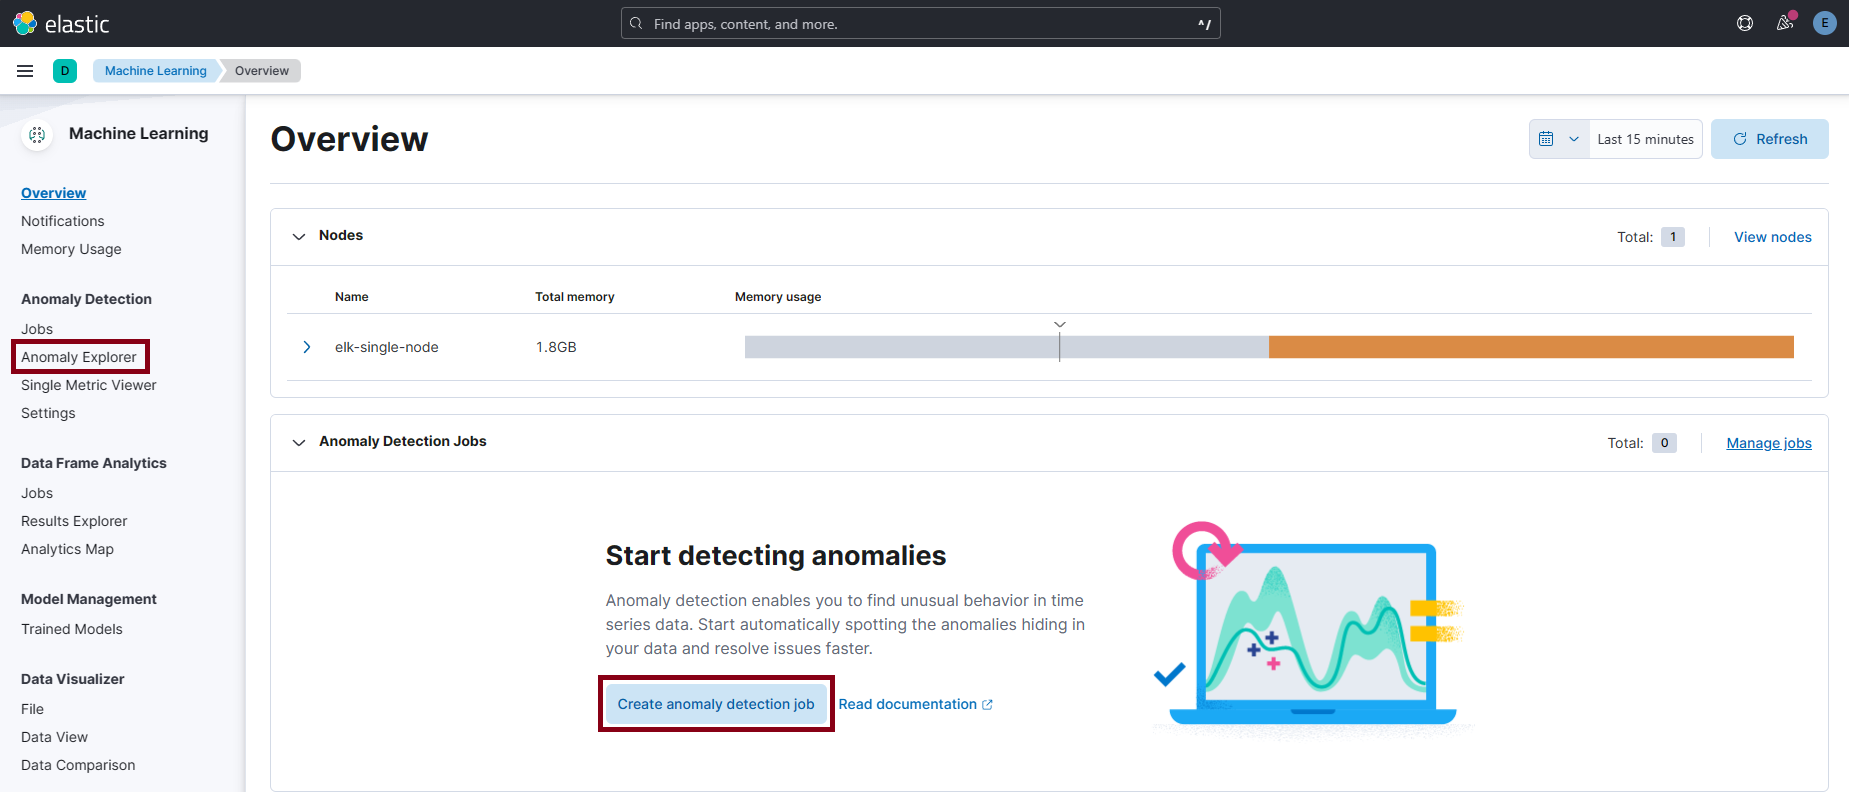 elastic
Find apps, content, and more.
^/
E
D
Machine Learning
Overview
Machine Learning
Overview
Notifications
Memory Usage
Anomaly Detection
Jobs
Anomaly Explorer
Single Metric Viewer
Settings
Data Frame Analytics
Jobs
Results Explorer
Analytics Map
Model Management
Trained Models
Data Visualizer
File
Data View
Data Comparison
Overview
Last 15 minutes
Refresh
Nodes
Total: 1
View nodes
Name Total memory Memory usage
elk-single-node 1.8GB
Anomaly Detection Jobs
Total: 0
Manage jobs
Start detecting anomalies
Anomaly detection enables you to find unusual behavior in time
series data. Start automatically spotting the anomalies hiding in
your data and resolve issues faster.
Create anomaly detection job
Read documentation